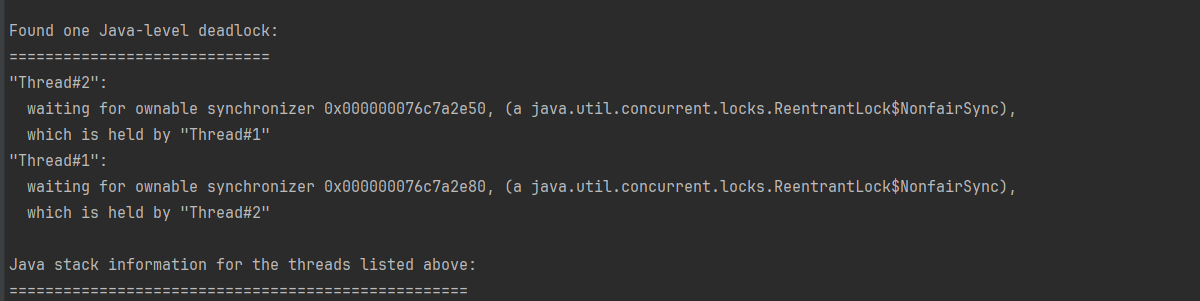 Found one Java-level deadlock:
=============================
"Thread#2":
  waiting for ownable synchronizer 0x000000076c7a2e50, (a java.util.concurrent.locks.ReentrantLock$NonfairSync),
  which is held by "Thread#1"
"Thread#1":
  waiting for ownable synchronizer 0x000000076c7a2e80, (a java.util.concurrent.locks.ReentrantLock$NonfairSync),
  which is held by "Thread#2"

Java stack information for the threads listed above:
===================================================